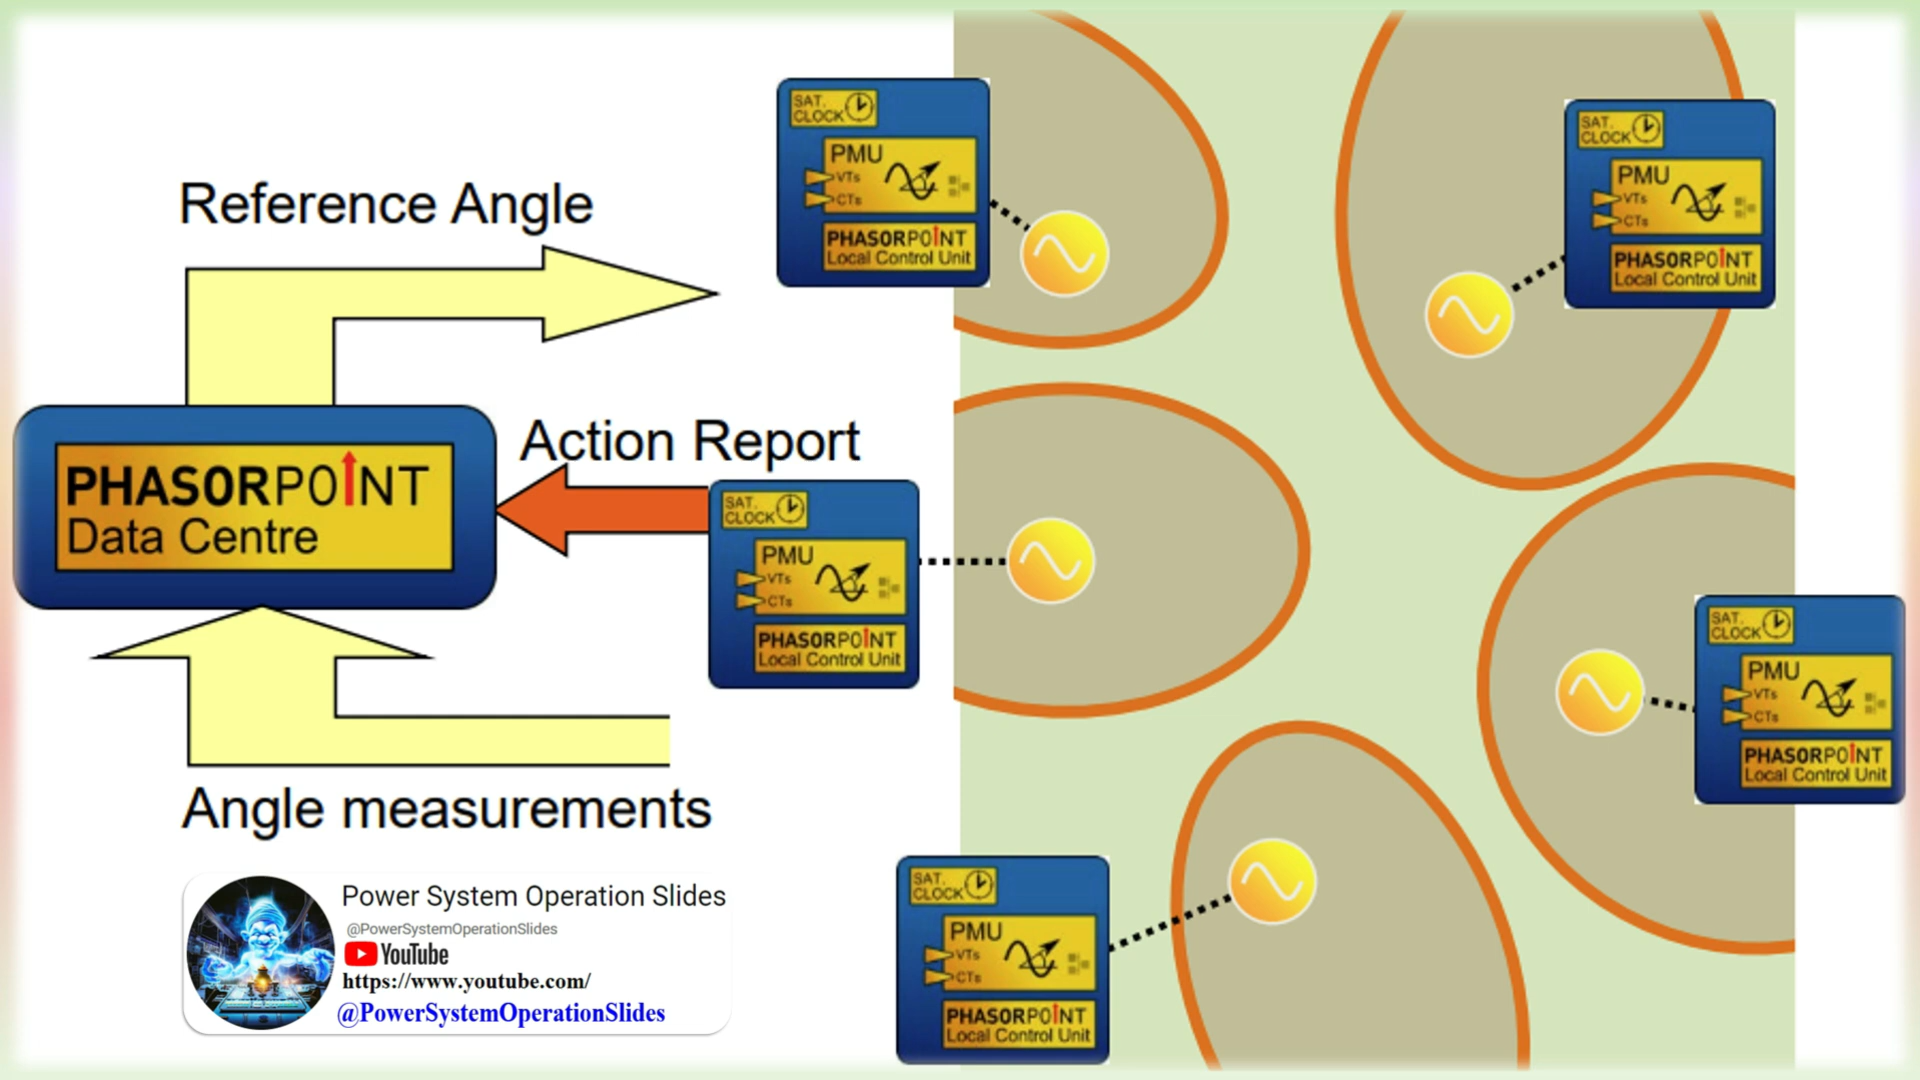 Reference Angle
SAT.
CLOCK
PMU
VTs
CTs
PHASORPOINT
Local Control Unit
SAT.
CLOCK
PMU
VTs
CTs
PHASORPOINT
Local Control Unit
PHASORPOINT
Data Centre
Action Report
SAT.
CLOCK
PMU
VTs
CTs
PHASORPOINT
Local Control Unit
SAT.
CLOCK
PMU
VTs
CTs
PHASORPOINT
Local Control Unit
Angle measurements
SAT.
CLOCK
PMU
VTs
CTs
PHASORPOINT
Local Control Unit
Power System Operation Slides
@PowerSystemOperationSlides
YouTube
https://www.youtube.com/
@PowerSystemOperationSlides